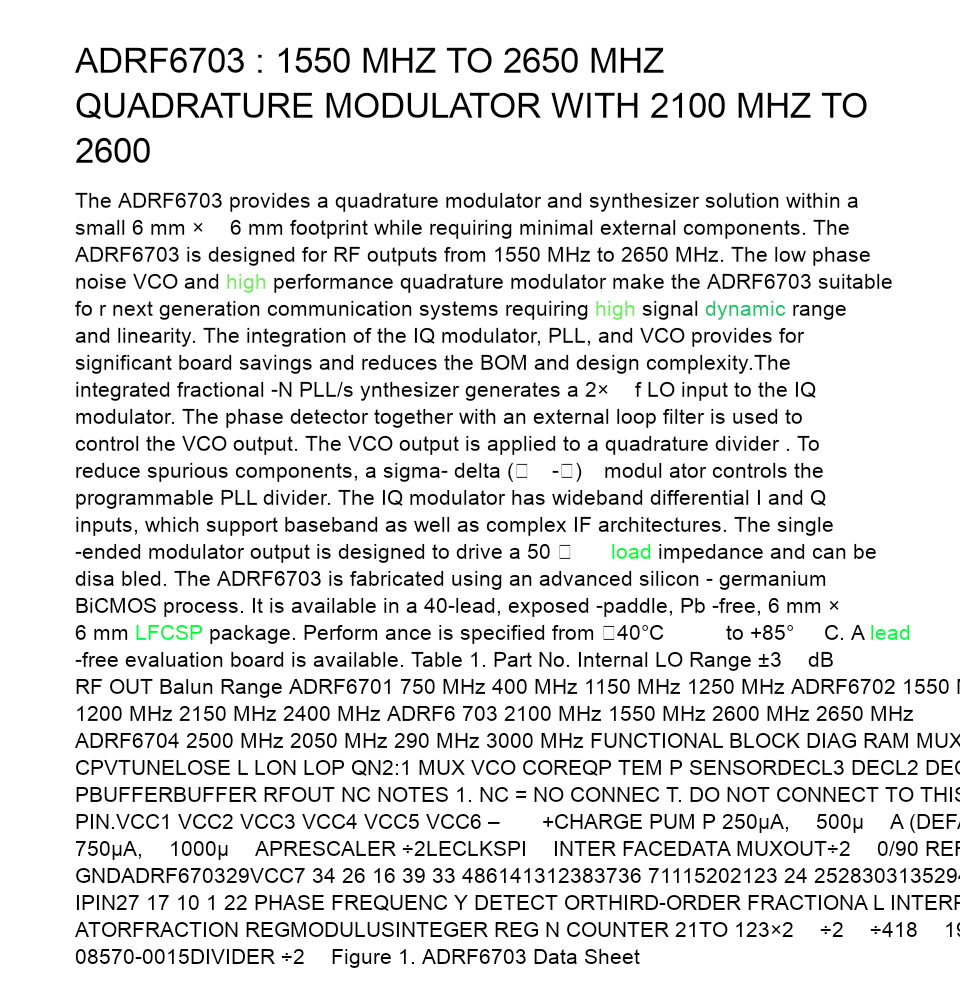 ADRF6703 : 1550 MHZ TO 2650 MHZ
QUADRATURE MODULATOR WITH 2100 MHZ TO
2600
The ADRF6703 provides a quadrature modulator and synthesizer solution within a
small 6 mm × 6 mm footprint while requiring minimal external components. The
ADRF6703 is designed for RF outputs from 1550 MHz to 2650 MHz. The low phase
noise VCO and high performance quadrature modulator make the ADRF6703 suitable
fo r next generation communication systems requiring high signal dynamic range
and linearity. The integration of the IQ modulator, PLL, and VCO provides for
significant board savings and reduces the BOM and design complexity.The
integrated fractional -N PLL/s ynthesizer generates a 2× f LO input to the IQ
modulator. The phase detector together with an external loop filter is used to
control the VCO output. The VCO output is applied to a quadrature divider . To
reduce spurious components, a sigma- delta (□ -□) modul ator controls the
programmable PLL divider. The IQ modulator has wideband differential I and Q
inputs, which support baseband as well as complex IF architectures. The single
-ended modulator output is designed to drive a 50 □ load impedance and can be
disa bled. The ADRF6703 is fabricated using an advanced silicon - germanium
BiCMOS process. It is available in a 40-lead, exposed -paddle, Pb -free, 6 mm ×
6 mm LFCSP package. Perform ance is specified from □40°C to +85° C. A lead
-free evaluation board is available. Table 1. Part No. Internal LO Range ±3 dB
RF OUT Balun Range ADRF6701 750 MHz 400 MHz 1150 MHz 1250 MHz ADRF6702 1550
1200 MHz 2150 MHz 2400 MHz ADRF6 703 2100 MHz 1550 MHz 2600 MHz 2650 MHz
ADRF6704 2500 MHz 2050 MHz 290 MHz 3000 MHz FUNCTIONAL BLOCK DIAG RAM MUX
CPVTUNELOSE L LON LOP QN2:1 MUX VCO COREQP TEM P SENSORDECL3 DECL2
PBUFFERBUFFER RFOUT NC NOTES 1. NC = NO CONNEC T. DO NOT CONNECT TO THIS
PIN.VCC1 VCC2 VCC3 VCC4 VCC5 VCC6 – +CHARGE PUM P 250μA, 500μ A
750μA, 1000μ APRESCALER ÷2LECLKSPI INTER FACEDATA MUXOUT÷2 0/90
GNDADRF670329VCC7 34 26 16 39 33 486141312383736 71115202123 24
IPIN27 17 10 1 22 PHASE FREQUENC Y DETECT ORTHIRD-ORDER FRACTIONA L
ATORFRACTION REGMODULUSINTEGER REG N COUNTER 21TO 123×2 ÷2 ÷418
08570-0015DIVIDER ÷2 Figure 1. ADRF6703 Data Sheet